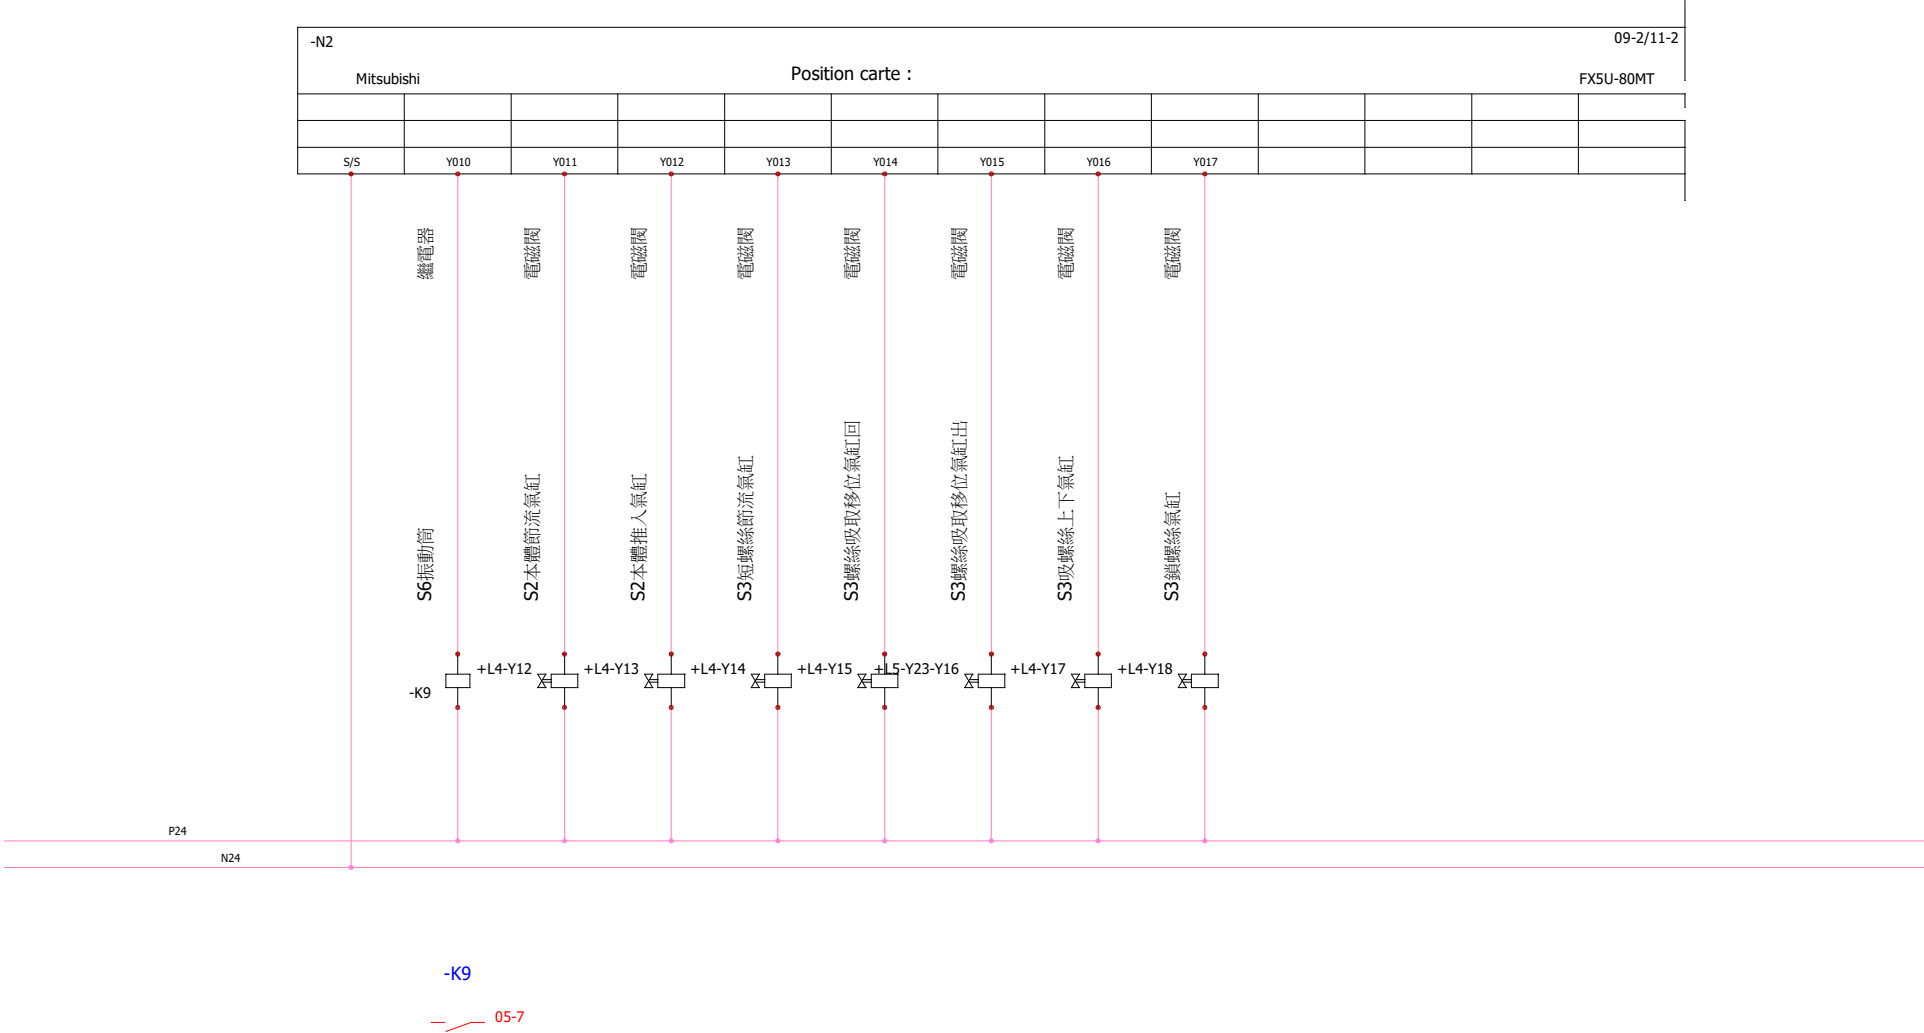 -N2
09-2/11-2
Mitsubishi
Position carte :
FX5U-80MT
S/S
Y010
Y011
Y012
Y013
Y014
Y015
Y016
Y017
繼電器
電磁閥
電磁閥
電磁閥
電磁閥
電磁閥
電磁閥
電磁閥
S6振動筒
S2本體節流氣缸
S2本體推入氣缸
S3短螺絲節流氣缸
S3螺絲吸取移位氣缸回
S3螺絲吸取移位氣缸出
S3吸螺絲上下氣缸
S3鎖螺絲氣缸
-K9
+L4-Y12
+L4-Y13
+L4-Y14
+L4-Y15
+L5-Y23-Y16
+L4-Y17
+L4-Y18
P24
N24
-K9
05-7